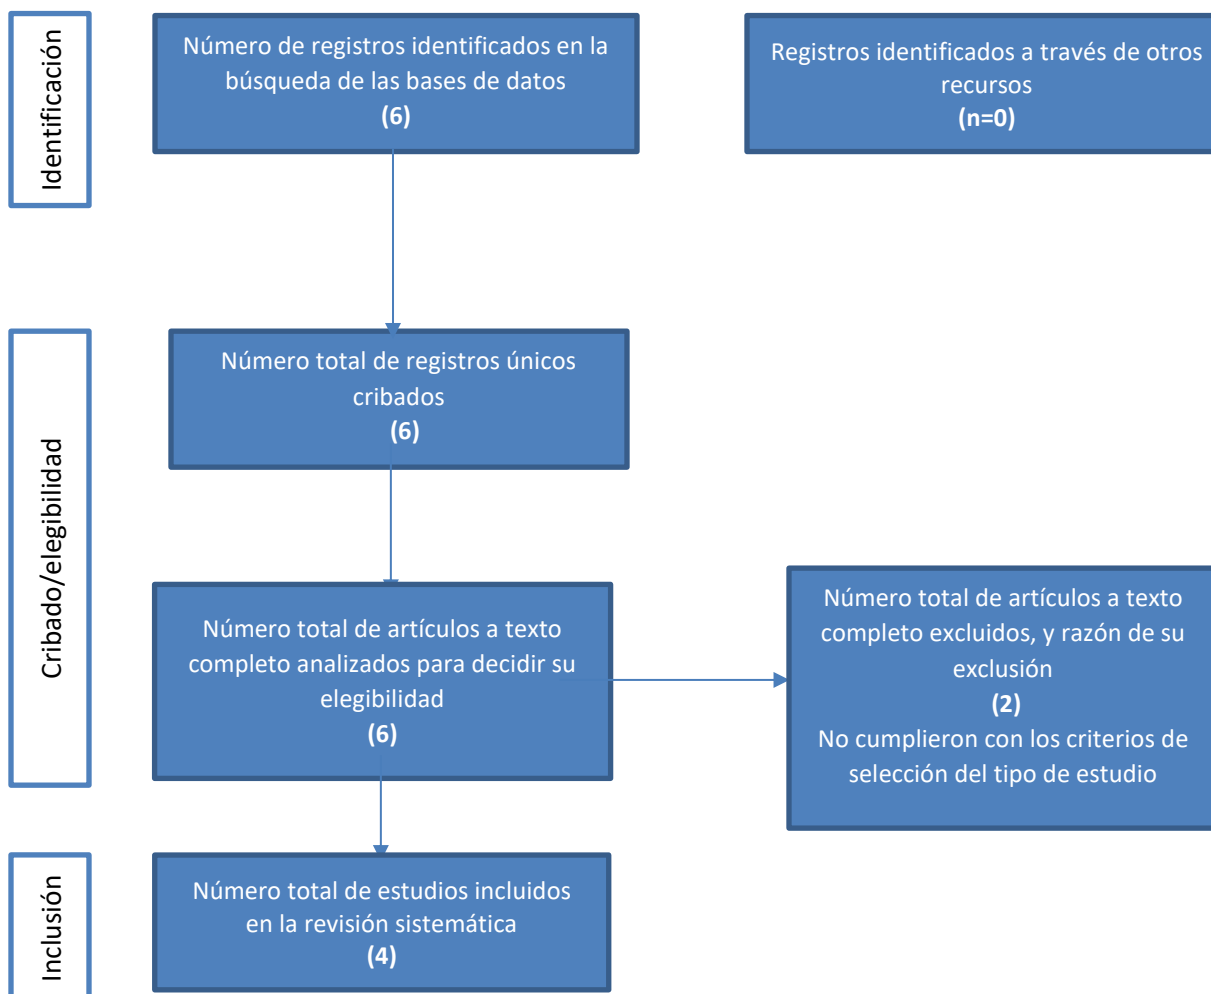 Identificación
Número de registros identificados en la
búsqueda de las bases de datos
(6)
Registros identificados a través de otros
recursos
(n=0)
Cribado/elegibilidad
Número total de registros únicos
cribados
(6)
Número total de artículos a texto
completo analizados para decidir su
elegibilidad
(6)
Número total de artículos a texto
completo excluidos, y razón de su
exclusión
(2)
No cumplieron con los criterios de
selección del tipo de estudio
Inclusión
Número total de estudios incluidos
en la revisión sistemática
(4)